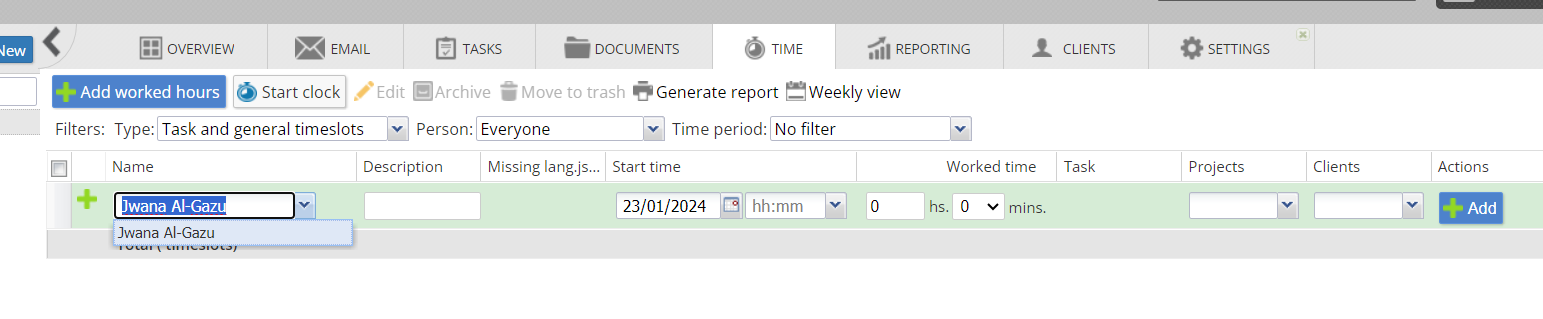 New
OVERVIEW EMAIL TASKS DOCUMENTS TIME REPORTING CLIENTS SETTINGS
Add worked hours Start clock Edit Archive Move to trash Generate report Weekly view
Filters: Type: Task and general timeslots Person: Everyone Time period: No filter
Name Description Missing lang.js... Start time Worked time Task Projects Clients Actions
Jwana Al-Gazu 23/01/2024 hh:mm 0 hs. 0 mins. Add
Jwana Al-Gazu
Total ( timeslots)